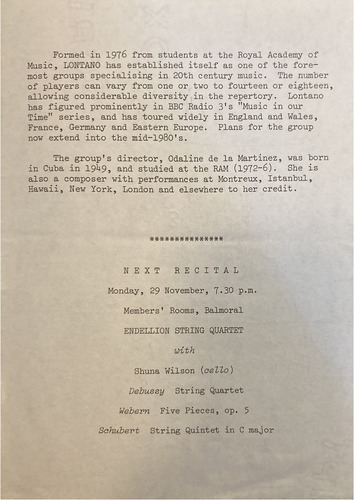 Formed in 1976 from students at the Royal Academy of
Music, LONTANO has established itself as one of the fore-
most groups specialising in 20th century music. The number
of players can vary from one or two to fourteen or eighteen,
allowing considerable diversity in the repertory. Lontano
has figured prominently in BBC Radio 3's "Music in our
Time" series, and has toured widely in England and Wales,
France, Germany and Eastern Europe. Plans for the group
now extend into the mid-1980's.
The group's director, Odaline de la Martinez, was born
in Cuba in 1949, and studied at the RAM (1972-6). She is
also a composer with performances at Montreux, Istanbul,
Hawaii, New York, London and elsewhere to her credit.
***************
NEXT RECITAL
Monday, 29 November, 7.30 p.m.
Members' Rooms, Balmoral
ENDELLION STRING QUARTET
with
Shuna Wilson (cello)
Debussy String Quartet
Webern Five Pieces, op. 5
Schubert String Quintet in C major